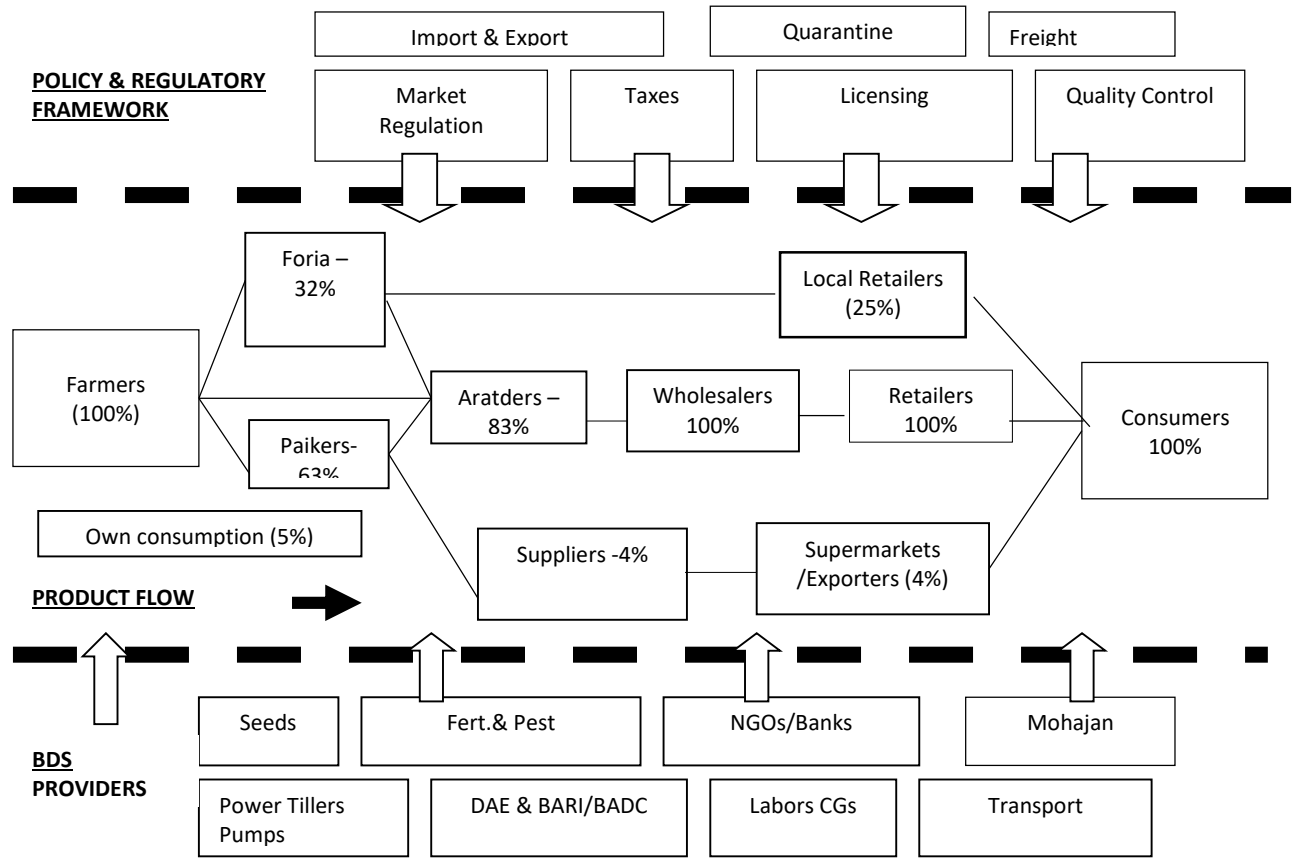 Import & Export
Quarantine
Freight
POLICY & REGULATORY
FRAMEWORK
Market
Regulation
Taxes
Licensing
Quality Control
Foria –
32%
Local Retailers
(25%)
Farmers
(100%)
Aratders –
83%
Wholesalers
100%
Retailers
100%
Consumers
100%
Paikers-
63%
Own consumption (5%)
Suppliers -4%
Supermarkets
/Exporters (4%)
PRODUCT FLOW
Seeds
Fert.& Pest
NGOs/Banks
Mohajan
BDS
PROVIDERS
Power Tillers
Pumps
DAE & BARI/BADC
Labors CGs
Transport